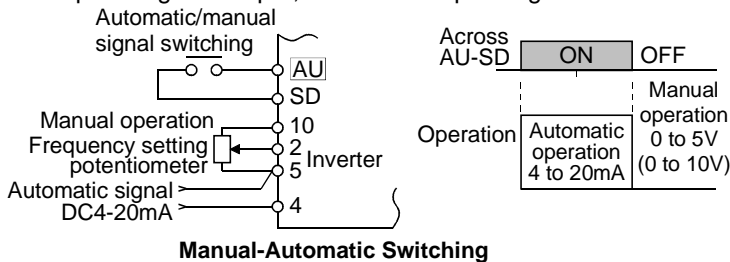 Automatic/manual
signal switching
AU
SD
Manual operation
10
Frequency setting
potentiometer
2
Inverter
5
Automatic signal
DC4-20mA
4
Across
AU-SD
ON
OFF
Operation
Automatic
operation
4 to 20mA
Manual
operation
0 to 5V
(0 to 10V)
Manual-Automatic Switching